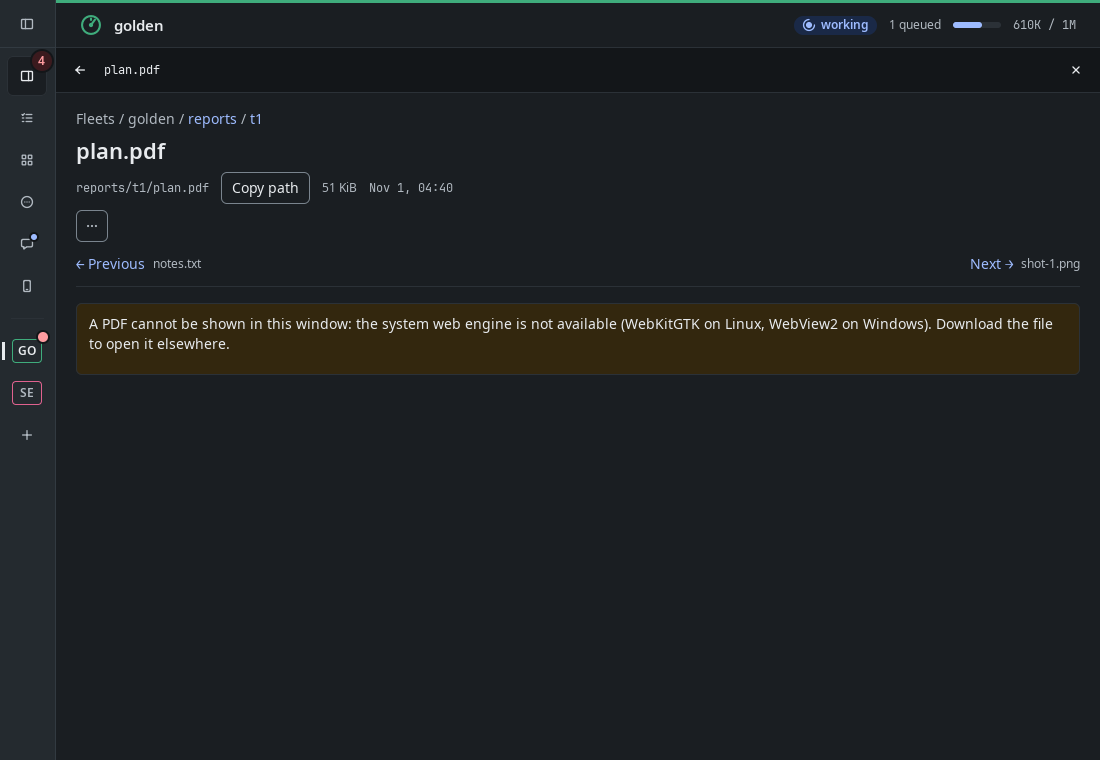 golden
working
1 queued
610K / 1M
4
plan.pdf
Fleets / golden / reports / t1
plan.pdf
reports/t1/plan.pdf
Copy path
51 KiB
Nov 1, 04:40
← Previous notes.txt
Next → shot-1.png
A PDF cannot be shown in this window: the system web engine is not available (WebKitGTK on Linux, WebView2 on Windows). Download the file
to open it elsewhere.
GO
SE